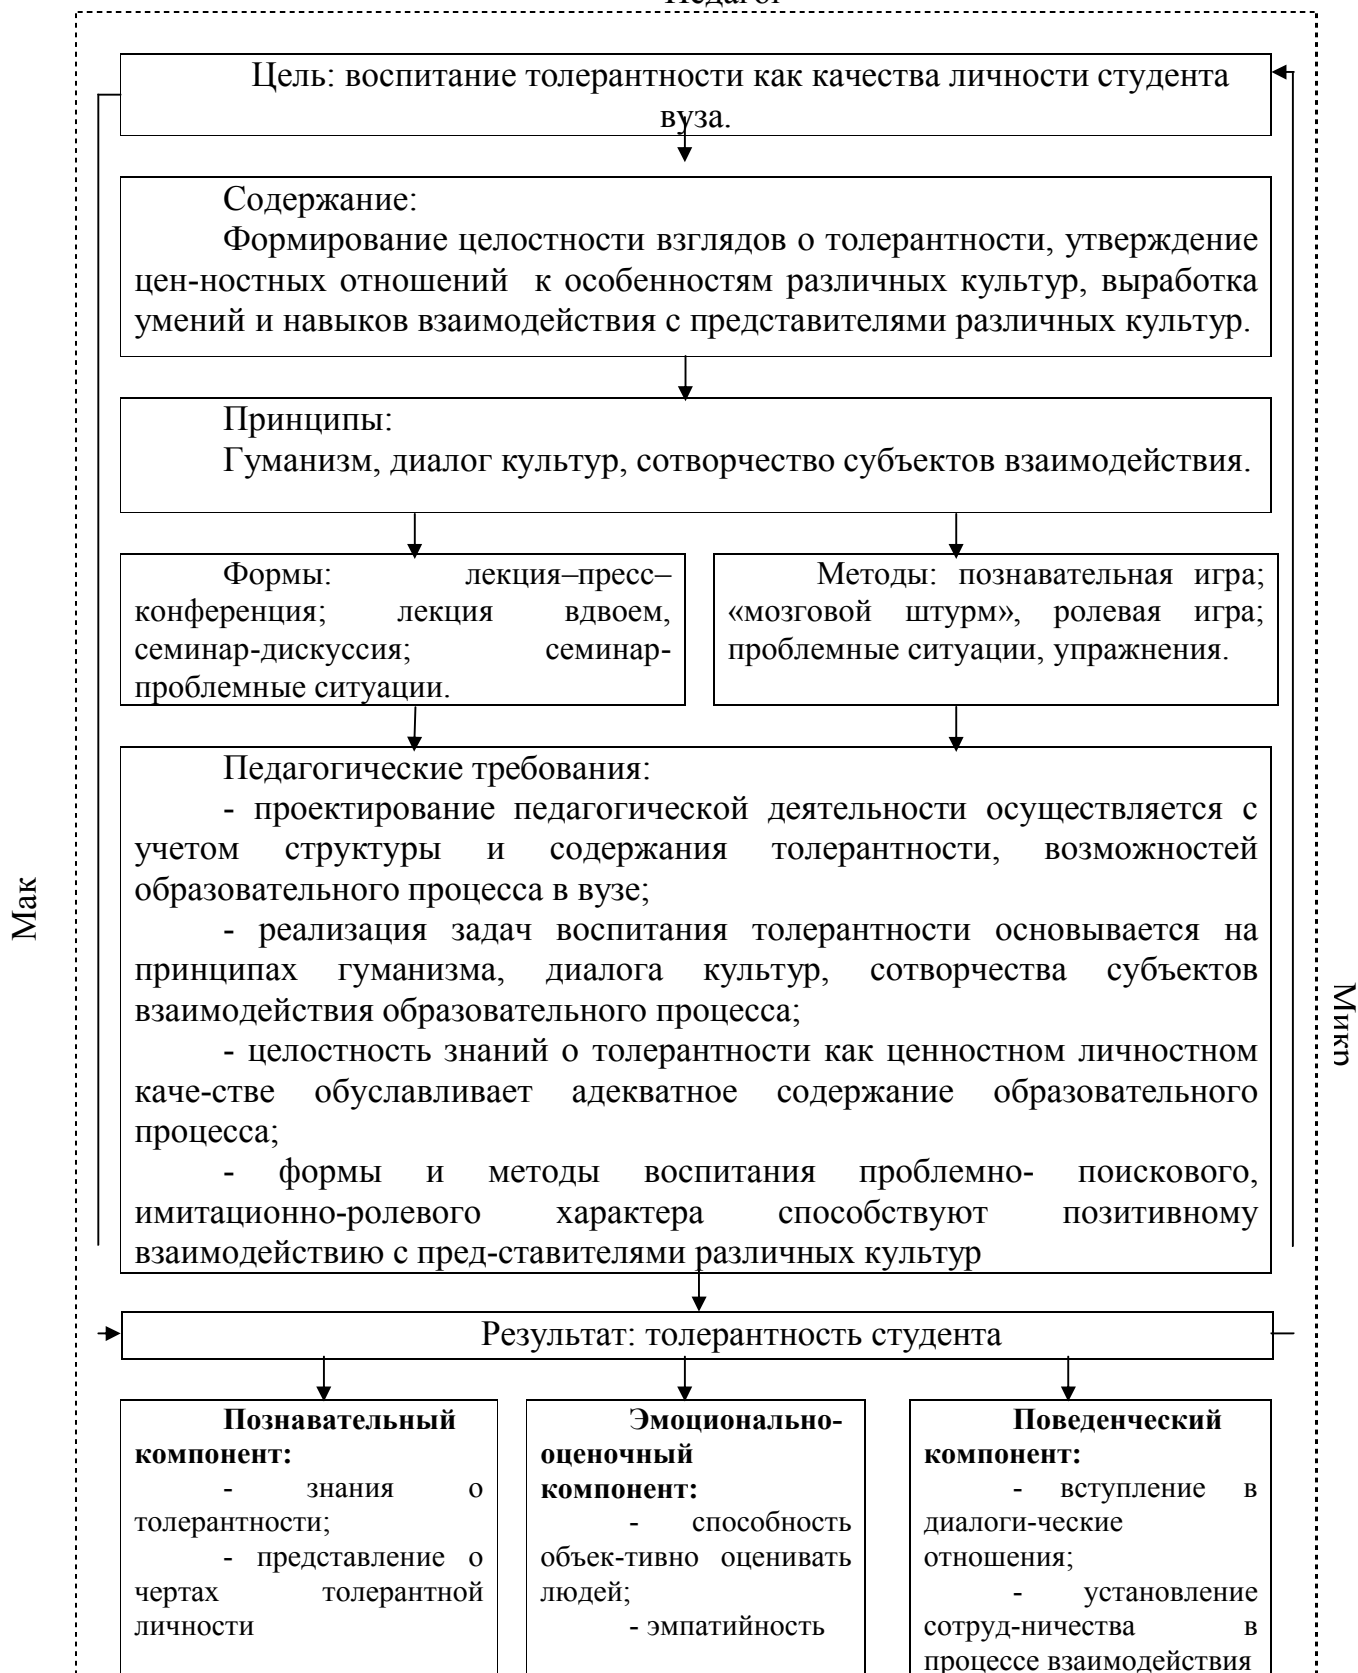 Цель: воспитание толерантности как качества личности студента
вуза.
Содержание:
Формирование целостности взглядов о толерантности, утверждение
цен-ностных отношений к особенностям различных культур, выработка
умений и навыков взаимодействия с представителями различных культур.
Принципы:
Гуманизм, диалог культур, сотворчество субъектов взаимодействия.
Формы: лекция–пресс–
конференция; лекция вдвоем,
семинар-дискуссия; семинар-
проблемные ситуации.
Методы: познавательная игра;
«мозговой штурм», ролевая игра;
проблемные ситуации, упражнения.
Педагогические требования:
- проектирование педагогической деятельности осуществляется с
учетом структуры и содержания толерантности, возможностей
образовательного процесса в вузе;
- реализация задач воспитания толерантности основывается на
принципах гуманизма, диалога культур, сотворчества субъектов
взаимодействия образовательного процесса;
- целостность знаний о толерантности как ценностном личностном
каче-стве обуславливает адекватное содержание образовательного
процесса;
- формы и методы воспитания проблемно- поискового,
имитационно-ролевого характера способствуют позитивному
взаимодействию с пред-ставителями различных культур
Мак
Микр
Результат: толерантность студента
Познавательный
компонент:
- знания о
толерантности;
- представление о
чертах толерантной
личности
Эмоционально-
оценочный
компонент:
- способность
объек-тивно оценивать
людей;
- эмпатийность
Поведенческий
компонент:
- вступление в
диалоги-ческие
отношения;
- установление
сотруд-ничества в
процессе взаимодействия